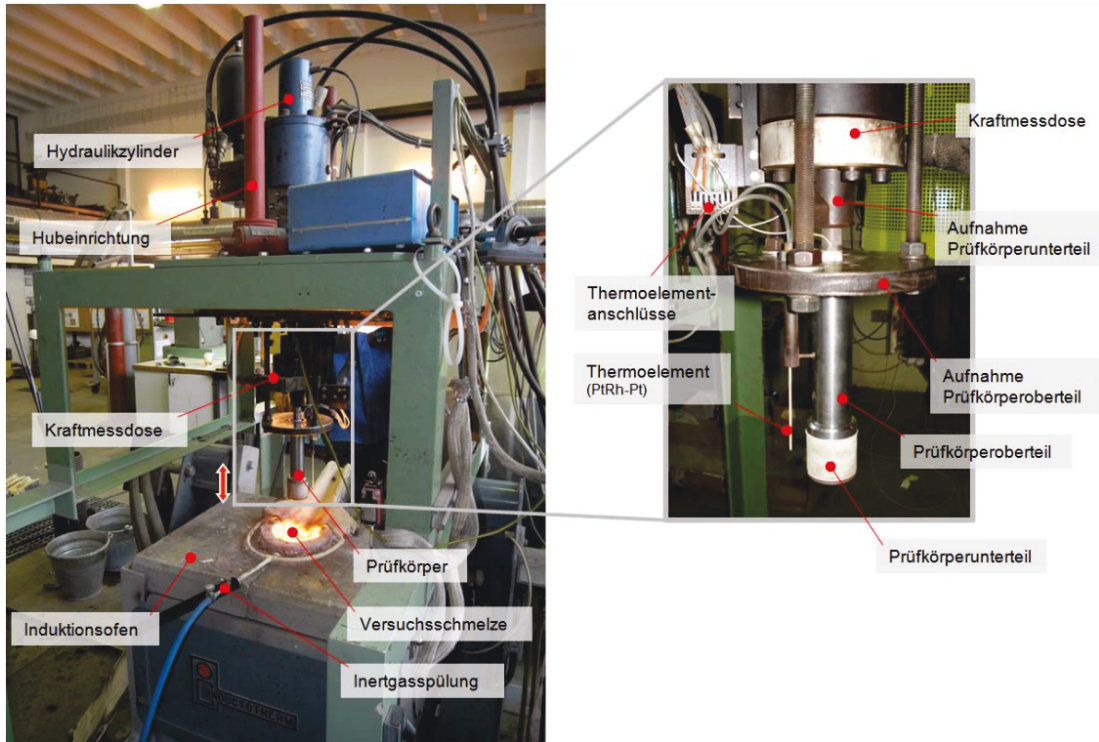 Hydraulikzylinder
Hubeinrichtung
Kraftmessdose
Prüfkörper
Induktionsofen
Versuchsschmelze
Inertgasspülung
INDUCTOTHERM
Kraftmessdose
Aufnahme
Prüfkörperunterteil
Thermoelement-
anschlüsse
Thermoelement
(PtRh-Pt)
Aufnahme
Prüfkörperoberteil
Prüfkörperoberteil
Prüfkörperunterteil